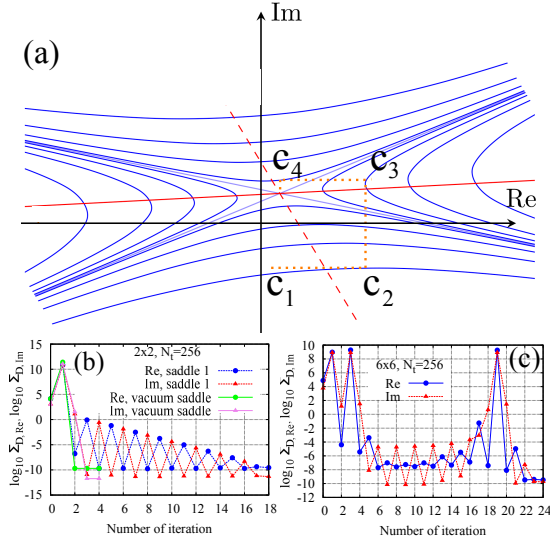 Im
(a)
c4
c3
Re
c1
c2
(b)
2x2, Nt=256
Re, saddle 1
Im, saddle 1
Re, vacuum saddle
Im, vacuum saddle
log10 ΣD,Re, log10 ΣD,Im
15
10
5
0
-5
-10
-15
0 2 4 6 8 10 12 14 16 18
Number of iteration
(c)
6x6, Nt=256
Re
Im
log10 ΣD,Re, log10 ΣD,Im
10
8
6
4
2
0
-2
-4
-6
-8
-10
-12
0 2 4 6 8 10 12 14 16 18 20 22 24
Number of iteration